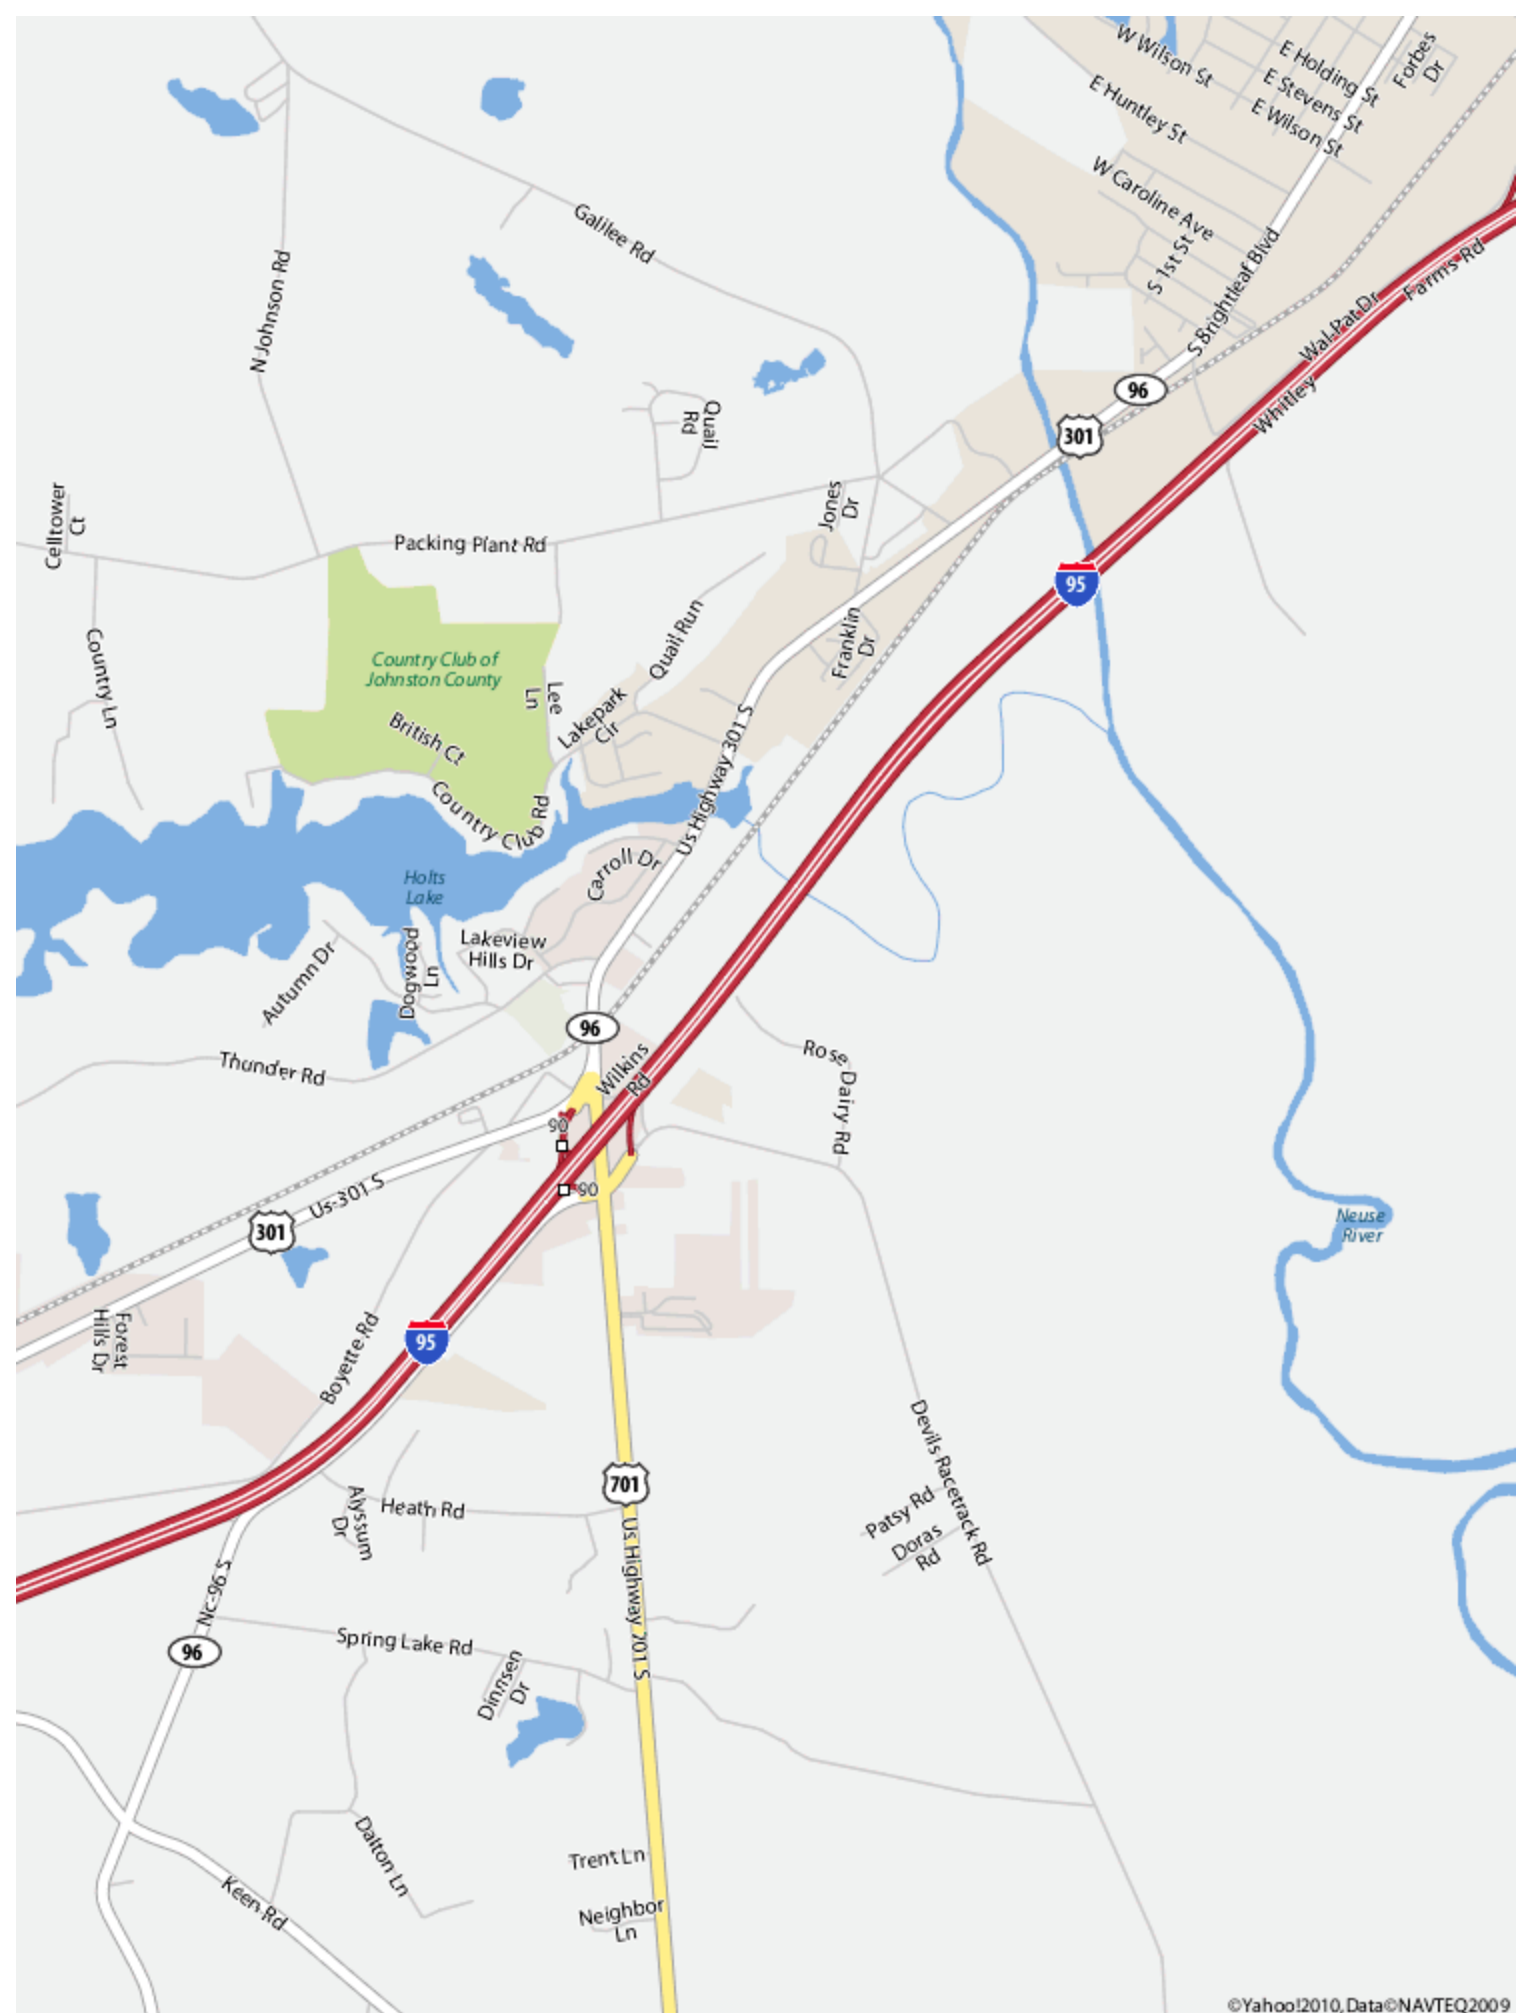 W Wilson St
E Holding St
Forbes
Dr
E Stevens St
E Huntley St
E Wilson St
W Caroline Ave
S 1st St
Galilee Rd
N Johnson Rd
S Brightleaf Blvd
Farms Rd
Wal Pat Dr
Whitley
96
301
Quail
Rd
Jones
Dr
Celltower
Ct
Packing Plant Rd
95
Quail Run
Franklin
Dr
Country Club of
Johnston County
Country Ln
Lee
Ln
Lakepark
Cir
British Ct
Us Highway 301 S
Country Club Rd
Carroll Dr
Holts
Lake
Lakeview
Hills Dr
Autumn Dr
Dogwood
Ln
96
Thunder Rd
Wilkins
Rd
Rose Dairy Rd
90
90
Us-301 S
301
Neuse
River
Forest
Hills Dr
95
Boyette Rd
Devils Racetrack Rd
701
Alyssum
Dr
Heath Rd
Patsy Rd
Doras
Rd
Nc-96 S
Us Highway 701 S
96
Spring Lake Rd
Dinnsen
Dr
Dalton Ln
Trent Ln
Keen Rd
Neighbor
Ln
©Yahoo!2010, Data©NAVTEQ2009